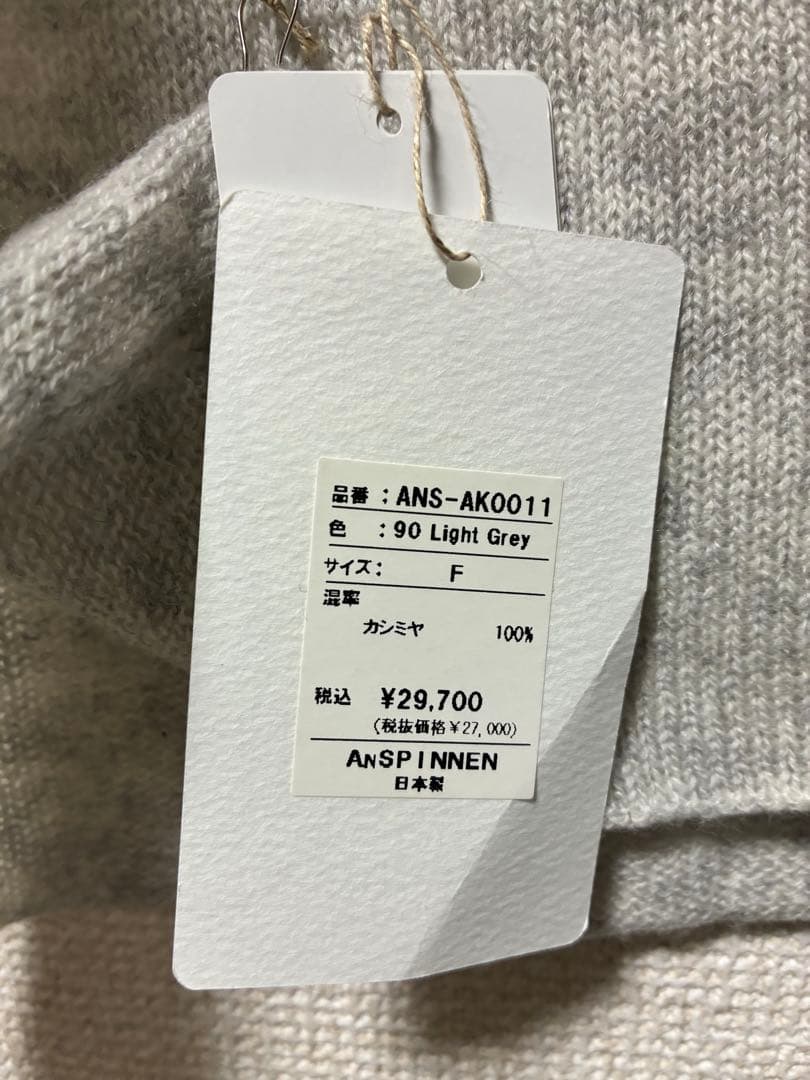 品番 : ANS-AK0011
色 : 90 Light Grey
サイズ: F
混率
カシミヤ 100%
税込 ¥29,700
(税抜価格¥27,000)
ANSPINNEN
日本製